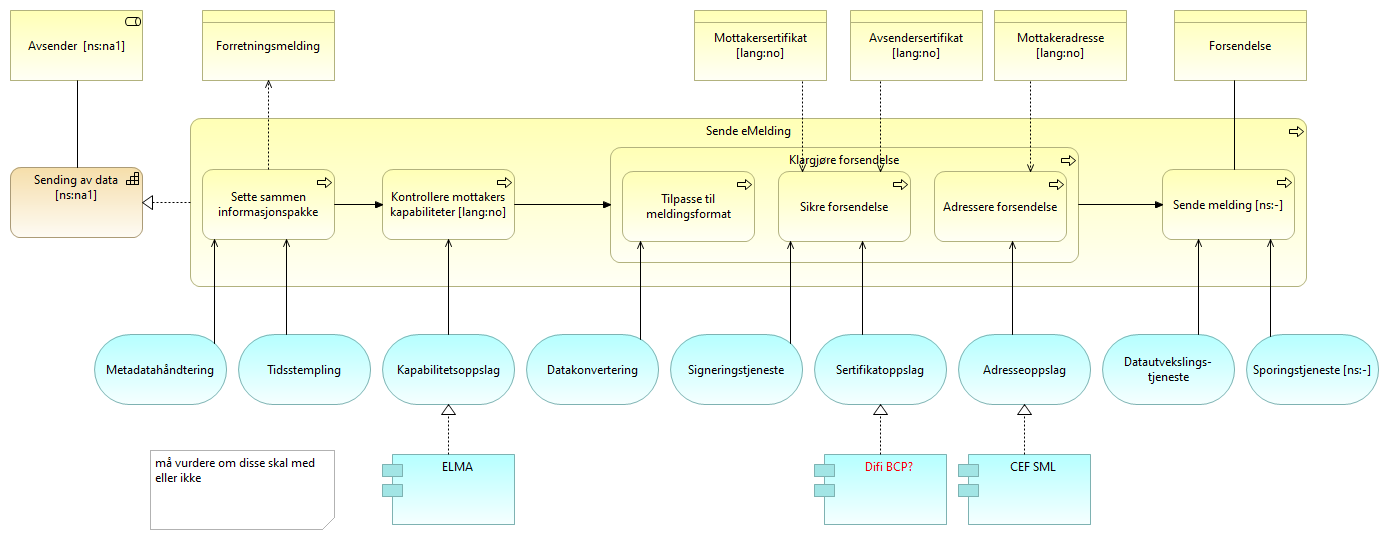 Avsender [ns:na1]
Forretningsmelding
Mottakersertifikat
[lang:no]
Avsendersertifikat
[lang:no]
Mottakeradresse
[lang:no]
Forsendelse
Sende eMelding
Klargjøre forsendelse
Sending av data
[ns:na1]
Sette sammen
informasjonspakke
Kontrollere mottakers
kapabiliteter [lang:no]
Tilpasse til
meldingsformat
Sikre forsendelse
Adressere forsendelse
Sende melding [ns:-]
Metadatahåndtering
Tidsstempling
Kapabilitetsoppslag
Datakonvertering
Signeringstjeneste
Sertifikatoppslag
Adresseoppslag
Datautvekslings-
tjeneste
Sporingstjeneste [ns:-]
må vurdere om disse skal med
eller ikke
ELMA
Difi BCP?
CEF SML